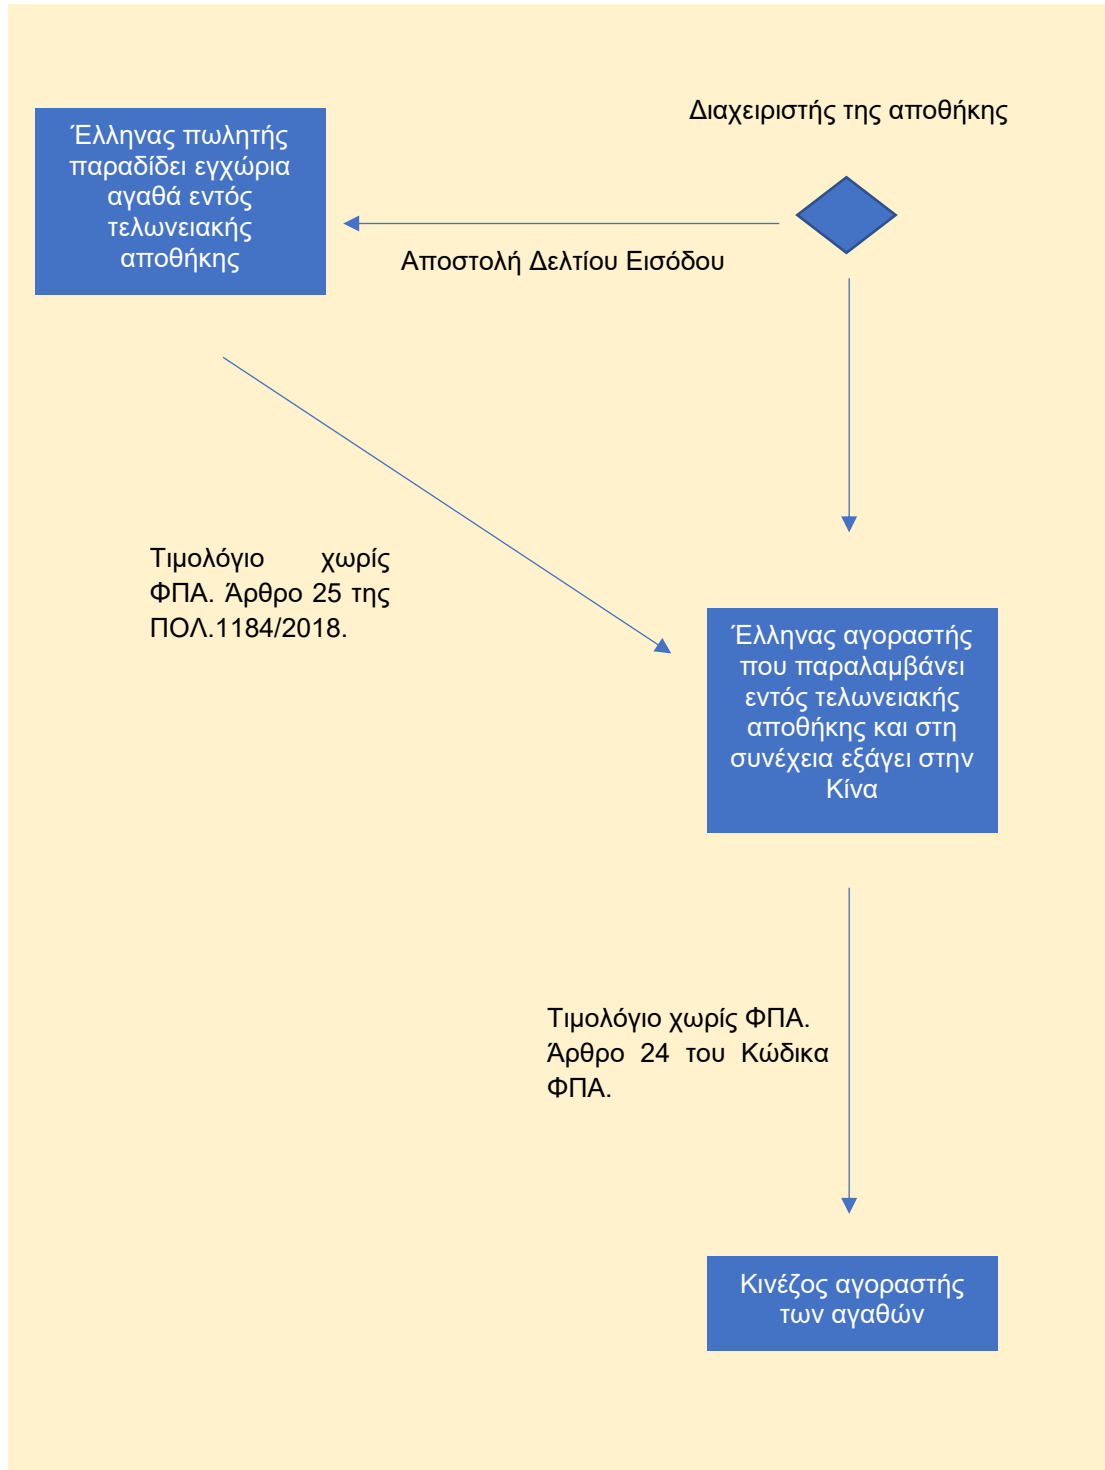 Διαχειριστής της αποθήκης
Έλληνας πωλητής
παραδίδει εγχώρια
αγαθά εντός
τελωνειακής
αποθήκης
Αποστολή Δελτίου Εισόδου
Τιμολόγιο χωρίς
ΦΠΑ. Άρθρο 25 της
ΠΟΛ.1184/2018.
Έλληνας αγοραστής
που παραλαμβάνει
εντός τελωνειακής
αποθήκης και στη
συνέχεια εξάγει στην
Κίνα
Τιμολόγιο χωρίς ΦΠΑ.
Άρθρο 24 του Κώδικα
ΦΠΑ.
Κινέζος αγοραστής
των αγαθών